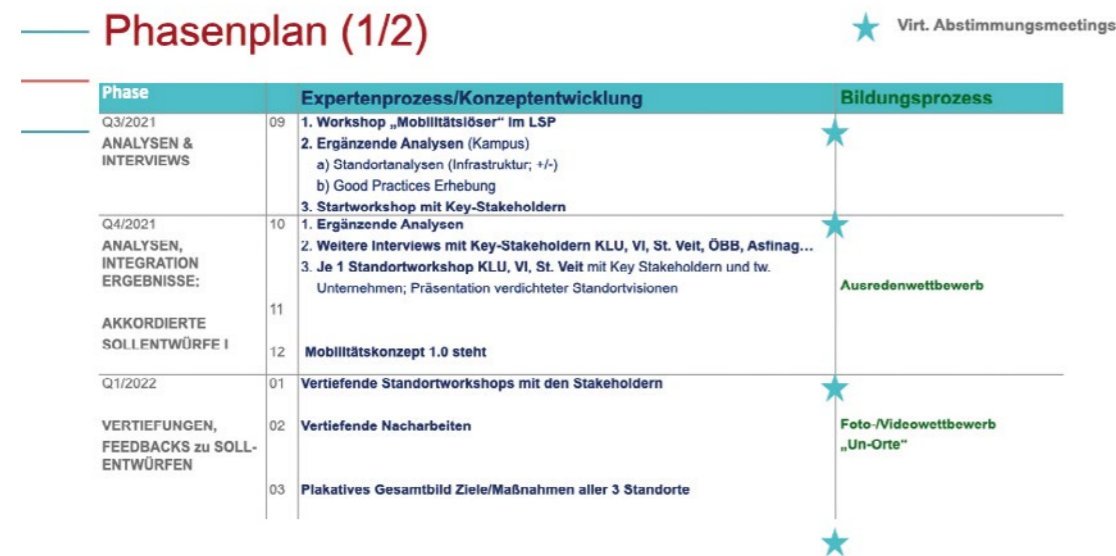 Phasenplan (1/2)
Virt. Abstimmungsmeetings
Phase
Expertenprozess/Konzeptentwicklung
Bildungsprozess
Q3/2021
09
1. Workshop „Mobilitätslöser" im LSP
ANALYSEN &
INTERVIEWS
2. Ergänzende Analysen (Kampus)
a) Standortanalysen (Infrastruktur; +/-)
b) Good Practices Erhebung
3. Startworkshop mit Key-Stakeholdern
Q4/2021
10
1. Ergänzende Analysen
ANALYSEN,
INTEGRATION
ERGEBNISSE;
2. Weitere Interviews mit Key-Stakeholdern KLU, VI, St. Veit, ÖBB, Asfinag…
3. Je 1 Standortworkshop KLU, VI, St. Veit mit Key Stakeholdern und tw.
Unternehmen; Präsentation verdichteter Standortvisionen
Ausredenwettbewerb
11
AKKORDIERTE
SOLLENTWÜRFE I
12
Mobilitätskonzept 1.0 steht
Q1/2022
01
Vertiefende Standortworkshops mit den Stakeholdern
VERTIEFUNGEN,
FEEDBACKS zu SOLL-
ENTWÜRFEN
02
Vertiefende Nacharbeiten
Foto-/Videowettbewerb
„Un-Orte“
03
Plakatives Gesamtbild Ziele/Maßnahmen aller 3 Standorte